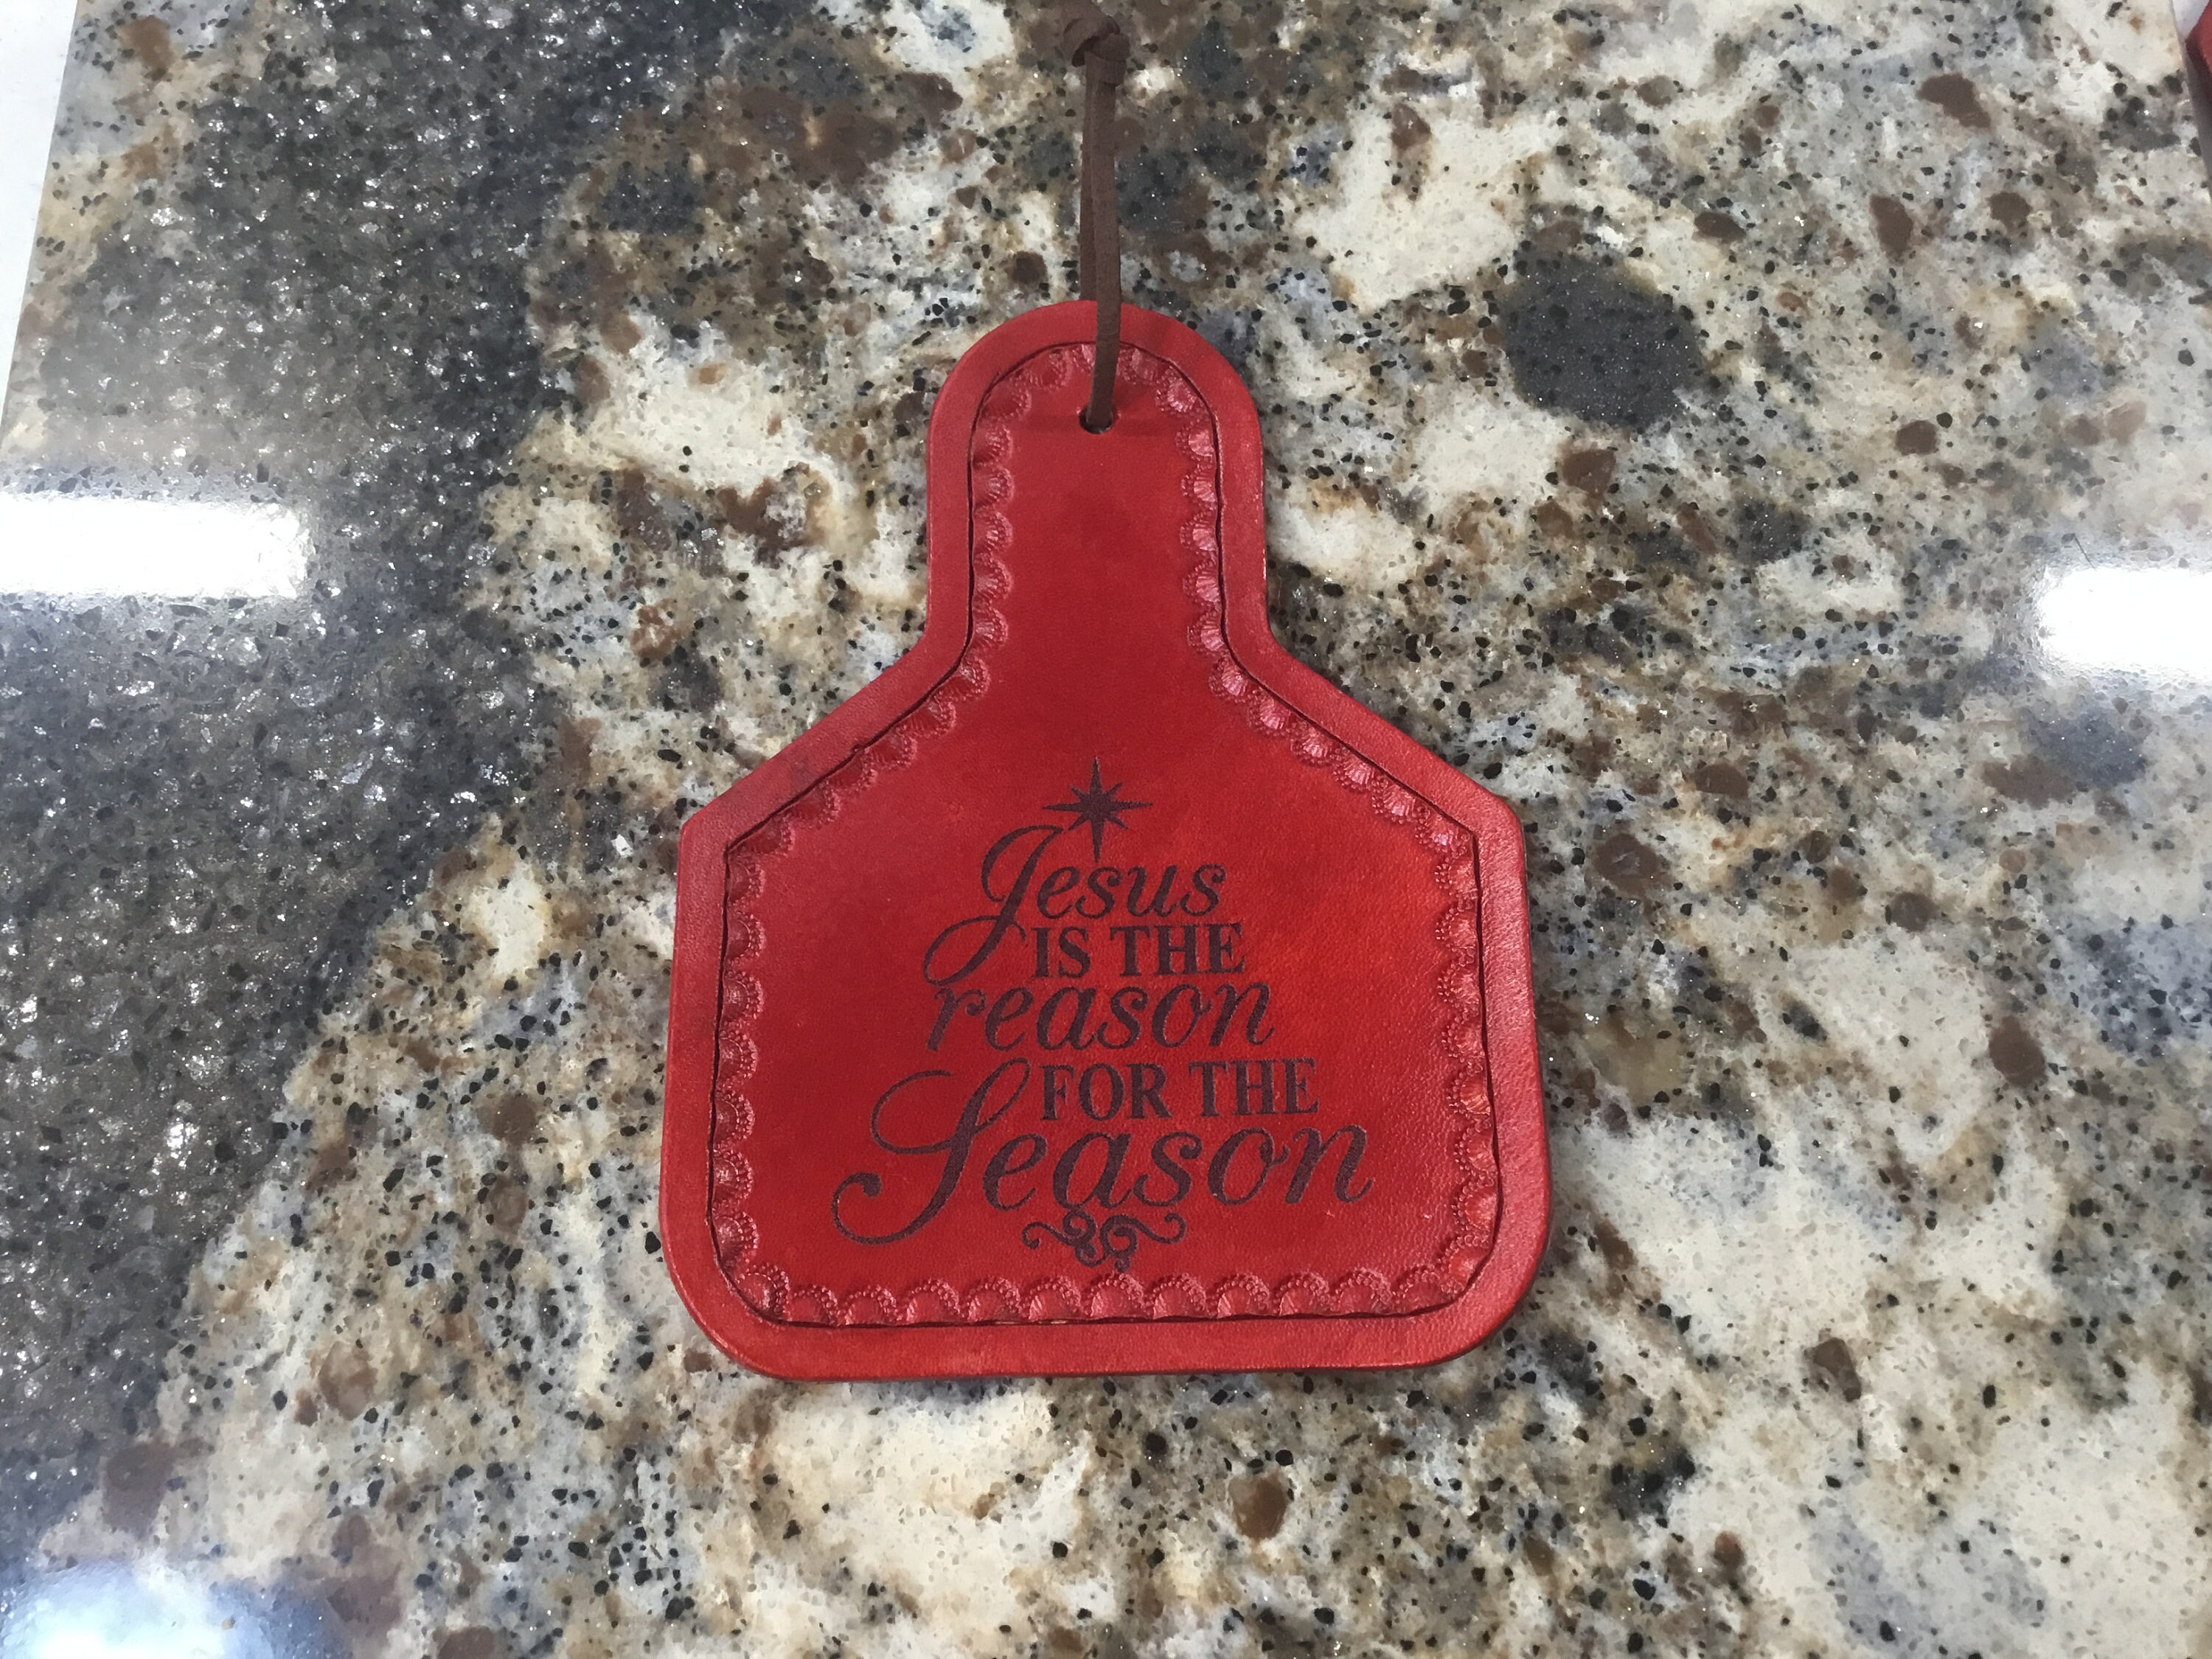 Jesus
IS THE
reason
FOR THE
Season